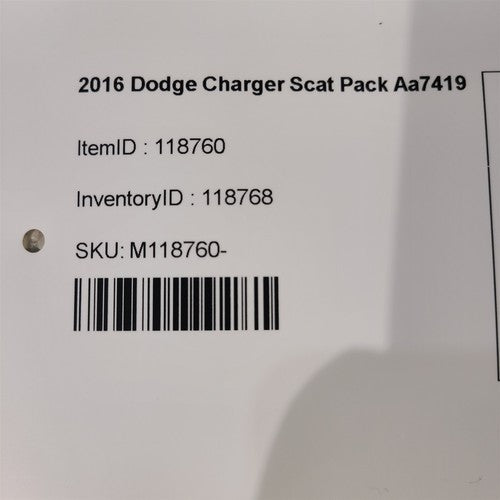 2016 Dodge Charger Scat Pack Aa7419
ItemID : 118760
InventoryID : 118768
SKU: M118760-